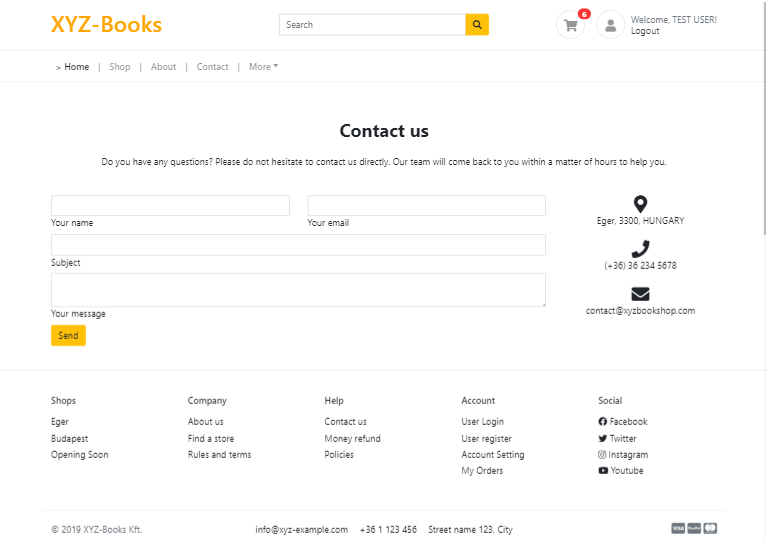 XYZ-Books
Search
6
Welcome, TEST USER!
Logout
> Home | Shop | About | Contact | More
Contact us
Do you have any questions? Please do not hesitate to contact us directly. Our team will come back to you within a matter of hours to help you.
Your name
Your email
Subject
Your message
Send
Eger, 3300, HUNGARY
(+36) 36 234 5678
contact@xyzbookshop.com
Shops
Eger
Budapest
Opening Soon
Company
About us
Find a store
Rules and terms
Help
Contact us
Money refund
Policies
Account
User Login
User register
Account Setting
My Orders
Social
Facebook
Twitter
Instagram
Youtube
© 2019 XYZ-Books Kft.
info@xyz-example.com +36 1 123 456 Street name 123, City
VISA PayPal